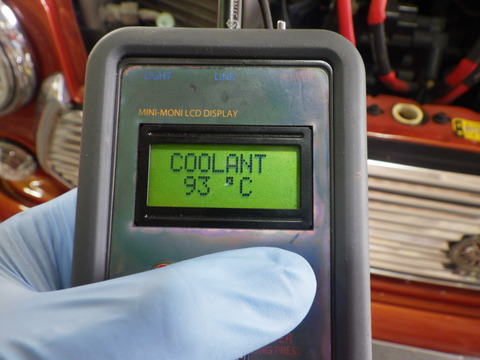 LIGHT LINK
MINI-MONI LCD DISPLAY
COOLANT
93 °C